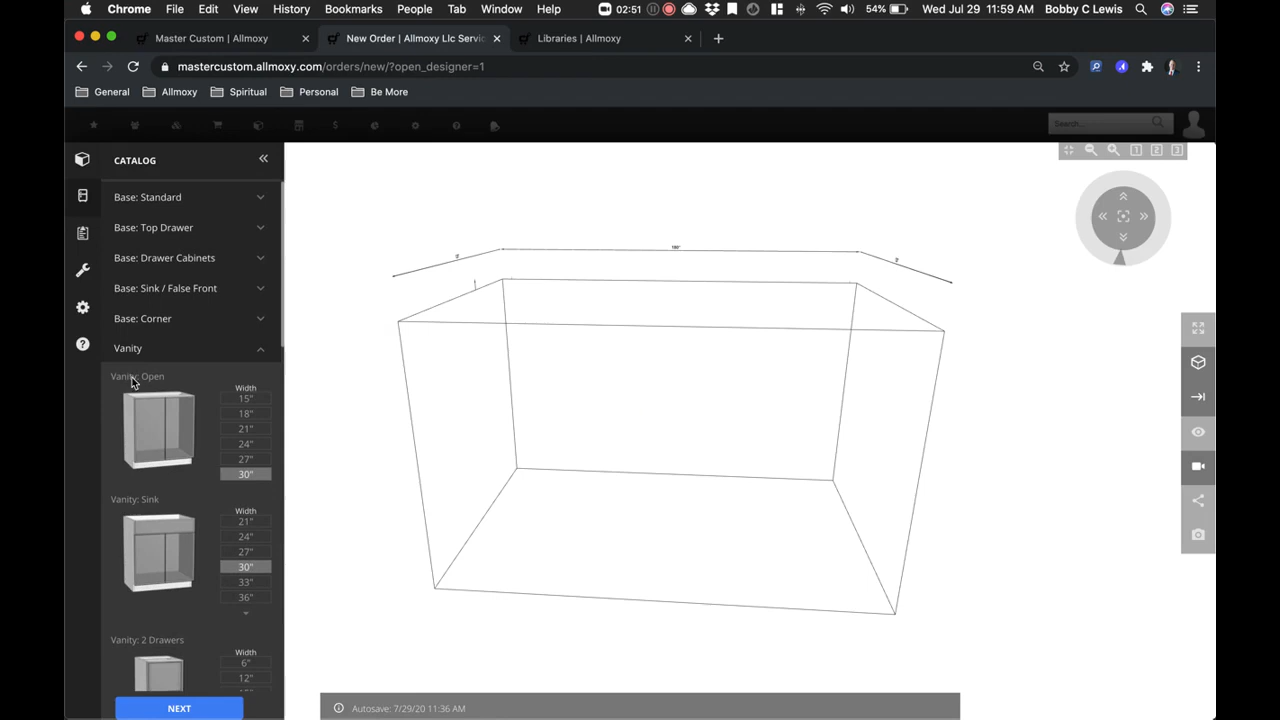 Chrome File Edit View History Bookmarks People Tab Window Help 02:51 54% Wed Jul 29 11:59 AM Bobby C Lewis
Master Custom | Allmoxy
New Order | Allmoxy Llc Servic
Libraries | Allmoxy
mastercustom.allmoxy.com/orders/new/?open_designer=1
General Allmoxy Spiritual Personal Be More
Search...
CATALOG
1 2 3
Base: Standard
Base: Top Drawer
Base: Drawer Cabinets
Base: Sink / False Front
Base: Corner
Vanity
Vanity: Open
Width
15"
18"
21"
24"
27"
30"
Vanity: Sink
Width
21"
24"
27"
30"
33"
36"
Vanity: 2 Drawers
Width
6"
12"
NEXT
Autosave: 7/29/20 11:36 AM